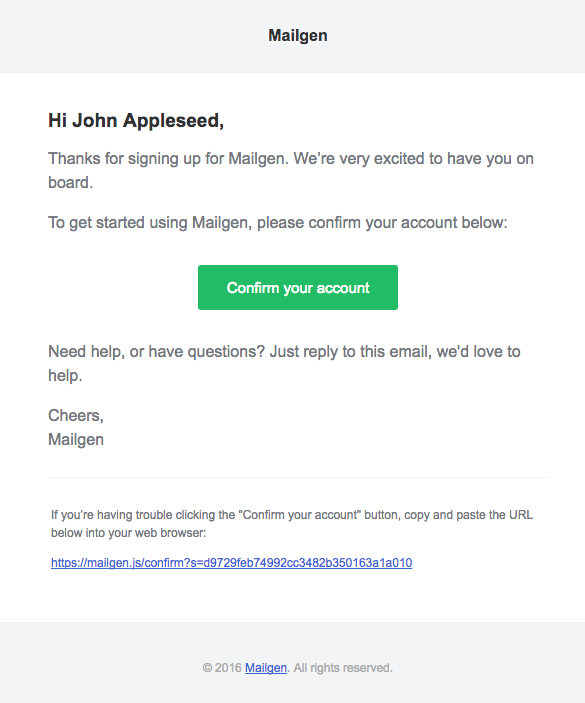 Mailgen
Hi John Appleseed,
Thanks for signing up for Mailgen. We’re very excited to have you on
board.
To get started using Mailgen, please confirm your account below:
Confirm your account
Need help, or have questions? Just reply to this email, we'd love to
help.
Cheers,
Mailgen
If you’re having trouble clicking the "Confirm your account" button, copy and paste the URL
below into your web browser:
https://mailgen.js/confirm?s=d9729feb74992cc3482b350163a1a010
© 2016 Mailgen. All rights reserved.